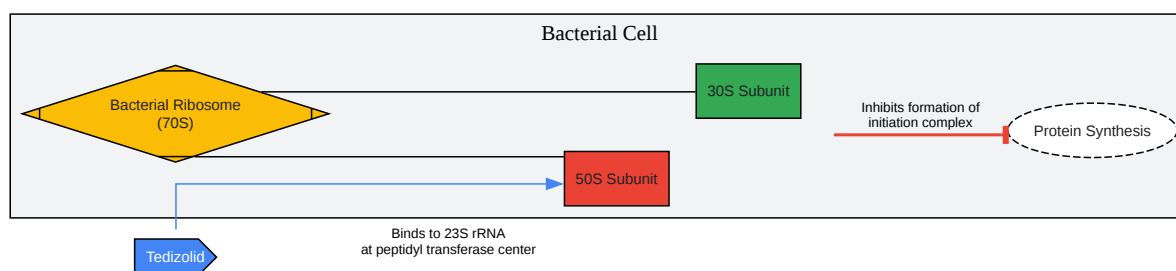 Bacterial Cell
Bacterial Ribosome
(70S)
30S Subunit
Inhibits formation of
initiation complex
Protein Synthesis
50S Subunit
Binds to 23S rRNA
at peptidyl transferase center
Tedizolid